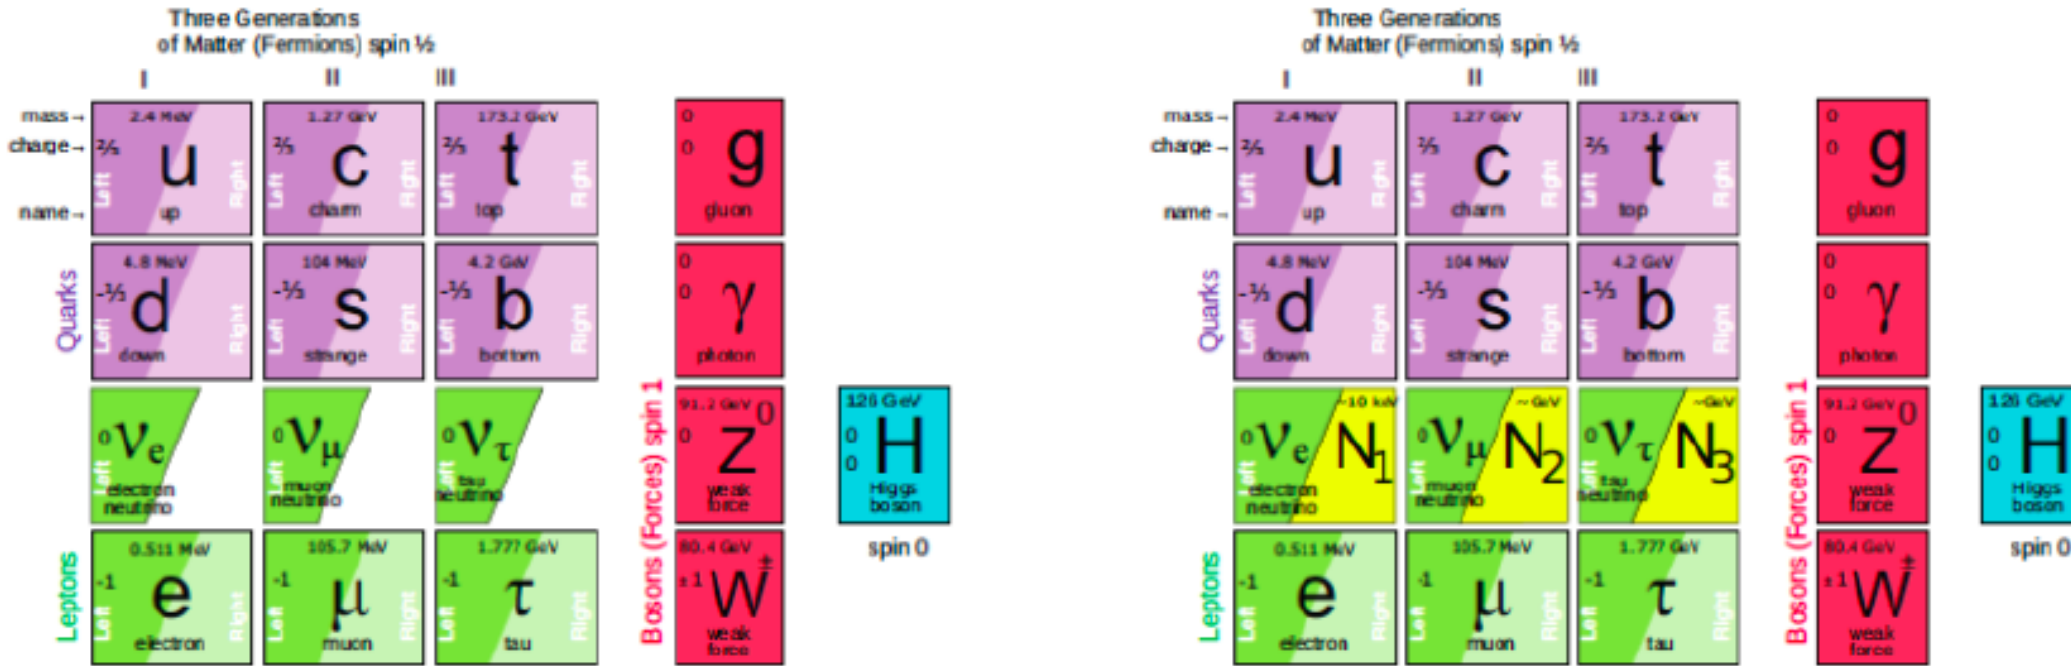 Three Generations
of Matter (Fermions) spin ½
I II III
mass→ 2.4 MeV 1.27 GeV 173.2 GeV 0
charge→ ⅔ ⅔ ⅔ 0
u c t g
Left Right Left Right Left Right
name→ up charm top gluon
Quarks
4.8 MeV 104 MeV 4.2 GeV 0
-⅓ -⅓ -⅓ 0
d s b γ
Left Right Left Right Left Right
down strange bottom photon
Bosons (Forces) spin 1
91.2 GeV 126 GeV
0 νe 0 νμ 0 ντ 0 Z⁰ 0 0 H
Left Left Left
electron neutrino muon neutrino tau neutrino weak force Higgs boson
spin 0
Leptons
0.511 MeV 105.7 MeV 1.777 GeV 80.4 GeV
-1 -1 -1 ±1
e μ τ W±
Left Right Left Right Left Right
electron muon tau weak force
Three Generations
of Matter (Fermions) spin ½
I II III
mass→ 2.4 MeV 1.27 GeV 173.2 GeV 0
charge→ ⅔ ⅔ ⅔ 0
u c t g
Left Right Left Right Left Right
name→ up charm top gluon
Quarks
4.8 MeV 104 MeV 4.2 GeV 0
-⅓ -⅓ -⅓ 0
d s b γ
Left Right Left Right Left Right
down strange bottom photon
Bosons (Forces) spin 1
~10 keV ~GeV ~GeV 91.2 GeV 126 GeV
0 νe N1 0 νμ N2 0 ντ N3 0 Z⁰ 0 0 H
Left Left Left
electron neutrino muon neutrino tau neutrino weak force Higgs boson
spin 0
Leptons
0.511 MeV 105.7 MeV 1.777 GeV 80.4 GeV
-1 -1 -1 ±1
e μ τ W±
Left Right Left Right Left Right
electron muon tau weak force